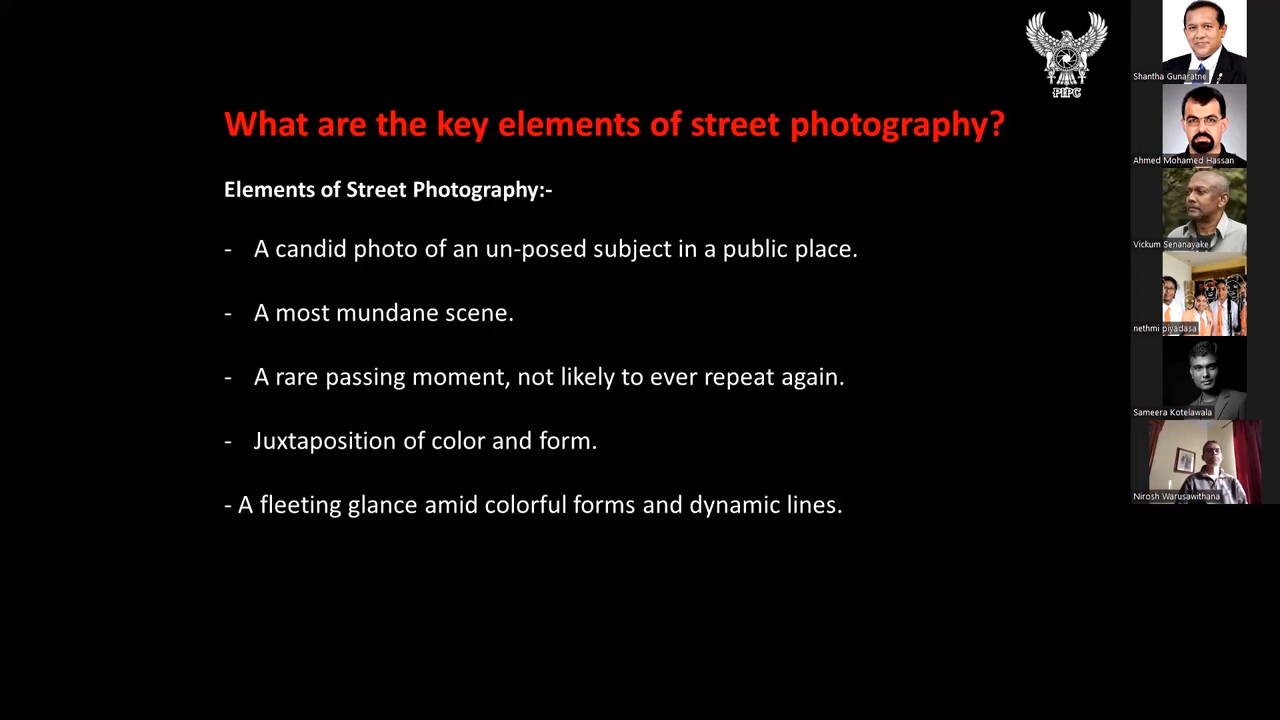 PIPC
What are the key elements of street photography?
Elements of Street Photography:-
- A candid photo of an un-posed subject in a public place.
- A most mundane scene.
- A rare passing moment, not likely to ever repeat again.
- Juxtaposition of color and form.
- A fleeting glance amid colorful forms and dynamic lines.
Shantha Gunaratne
Ahmed Mohamed Hassan
Vickum Senanayake
nethmi piyadasa
Sameera Kotelawala
Nirosh Warusawithana